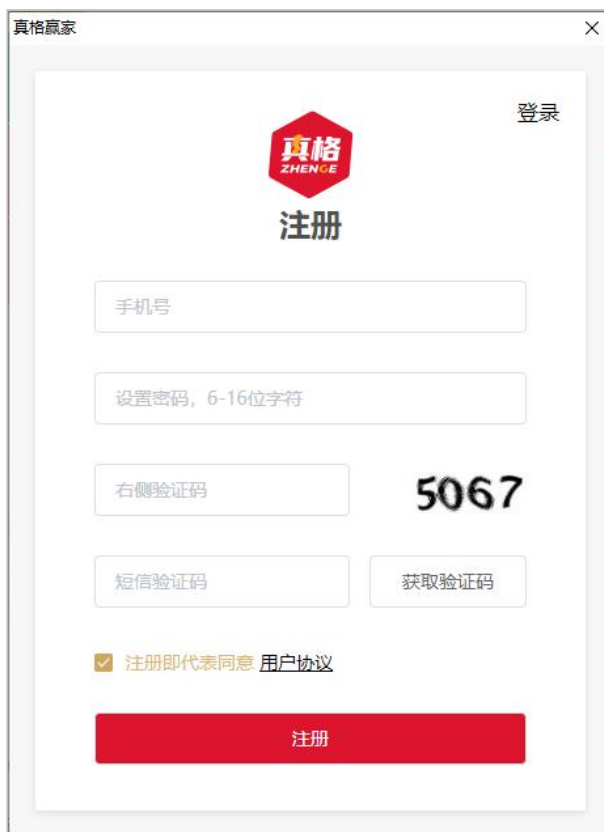 真格赢家
登录
真格
ZHENGE
注册
手机号
设置密码，6-16位字符
右侧验证码
5067
短信验证码
获取验证码
注册即代表同意 用户协议
注册